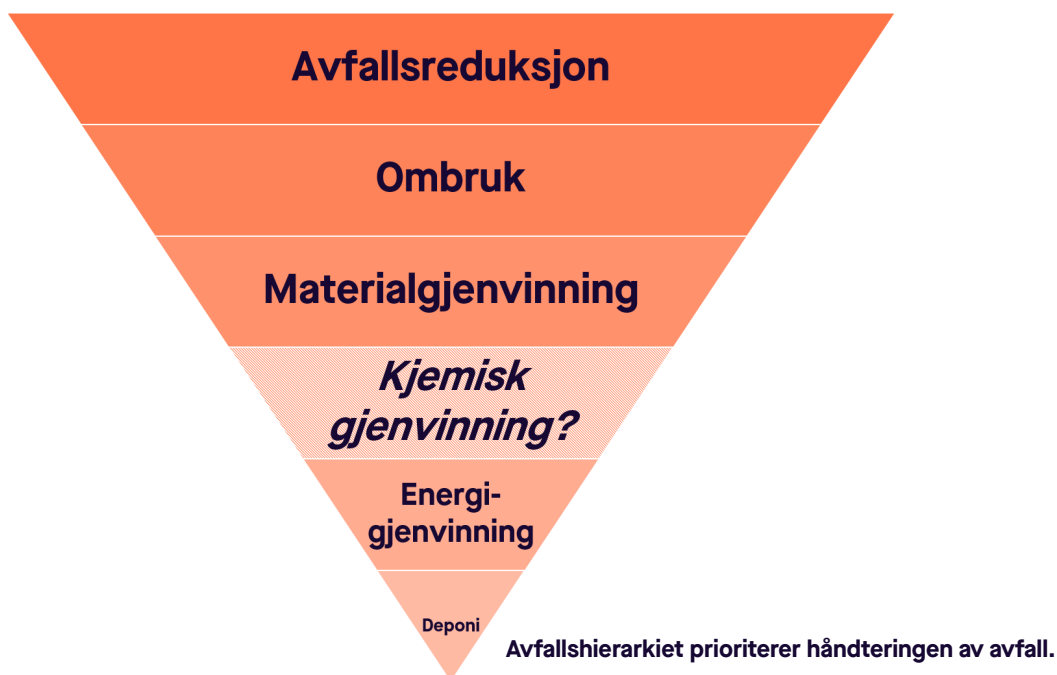 Avfallsreduksjon
Ombruk
Materialgjenvinning
Kjemisk
gjenvinning?
Energi-
gjenvinning
Deponi
Avfallshierarkiet prioriterer håndteringen av avfall.